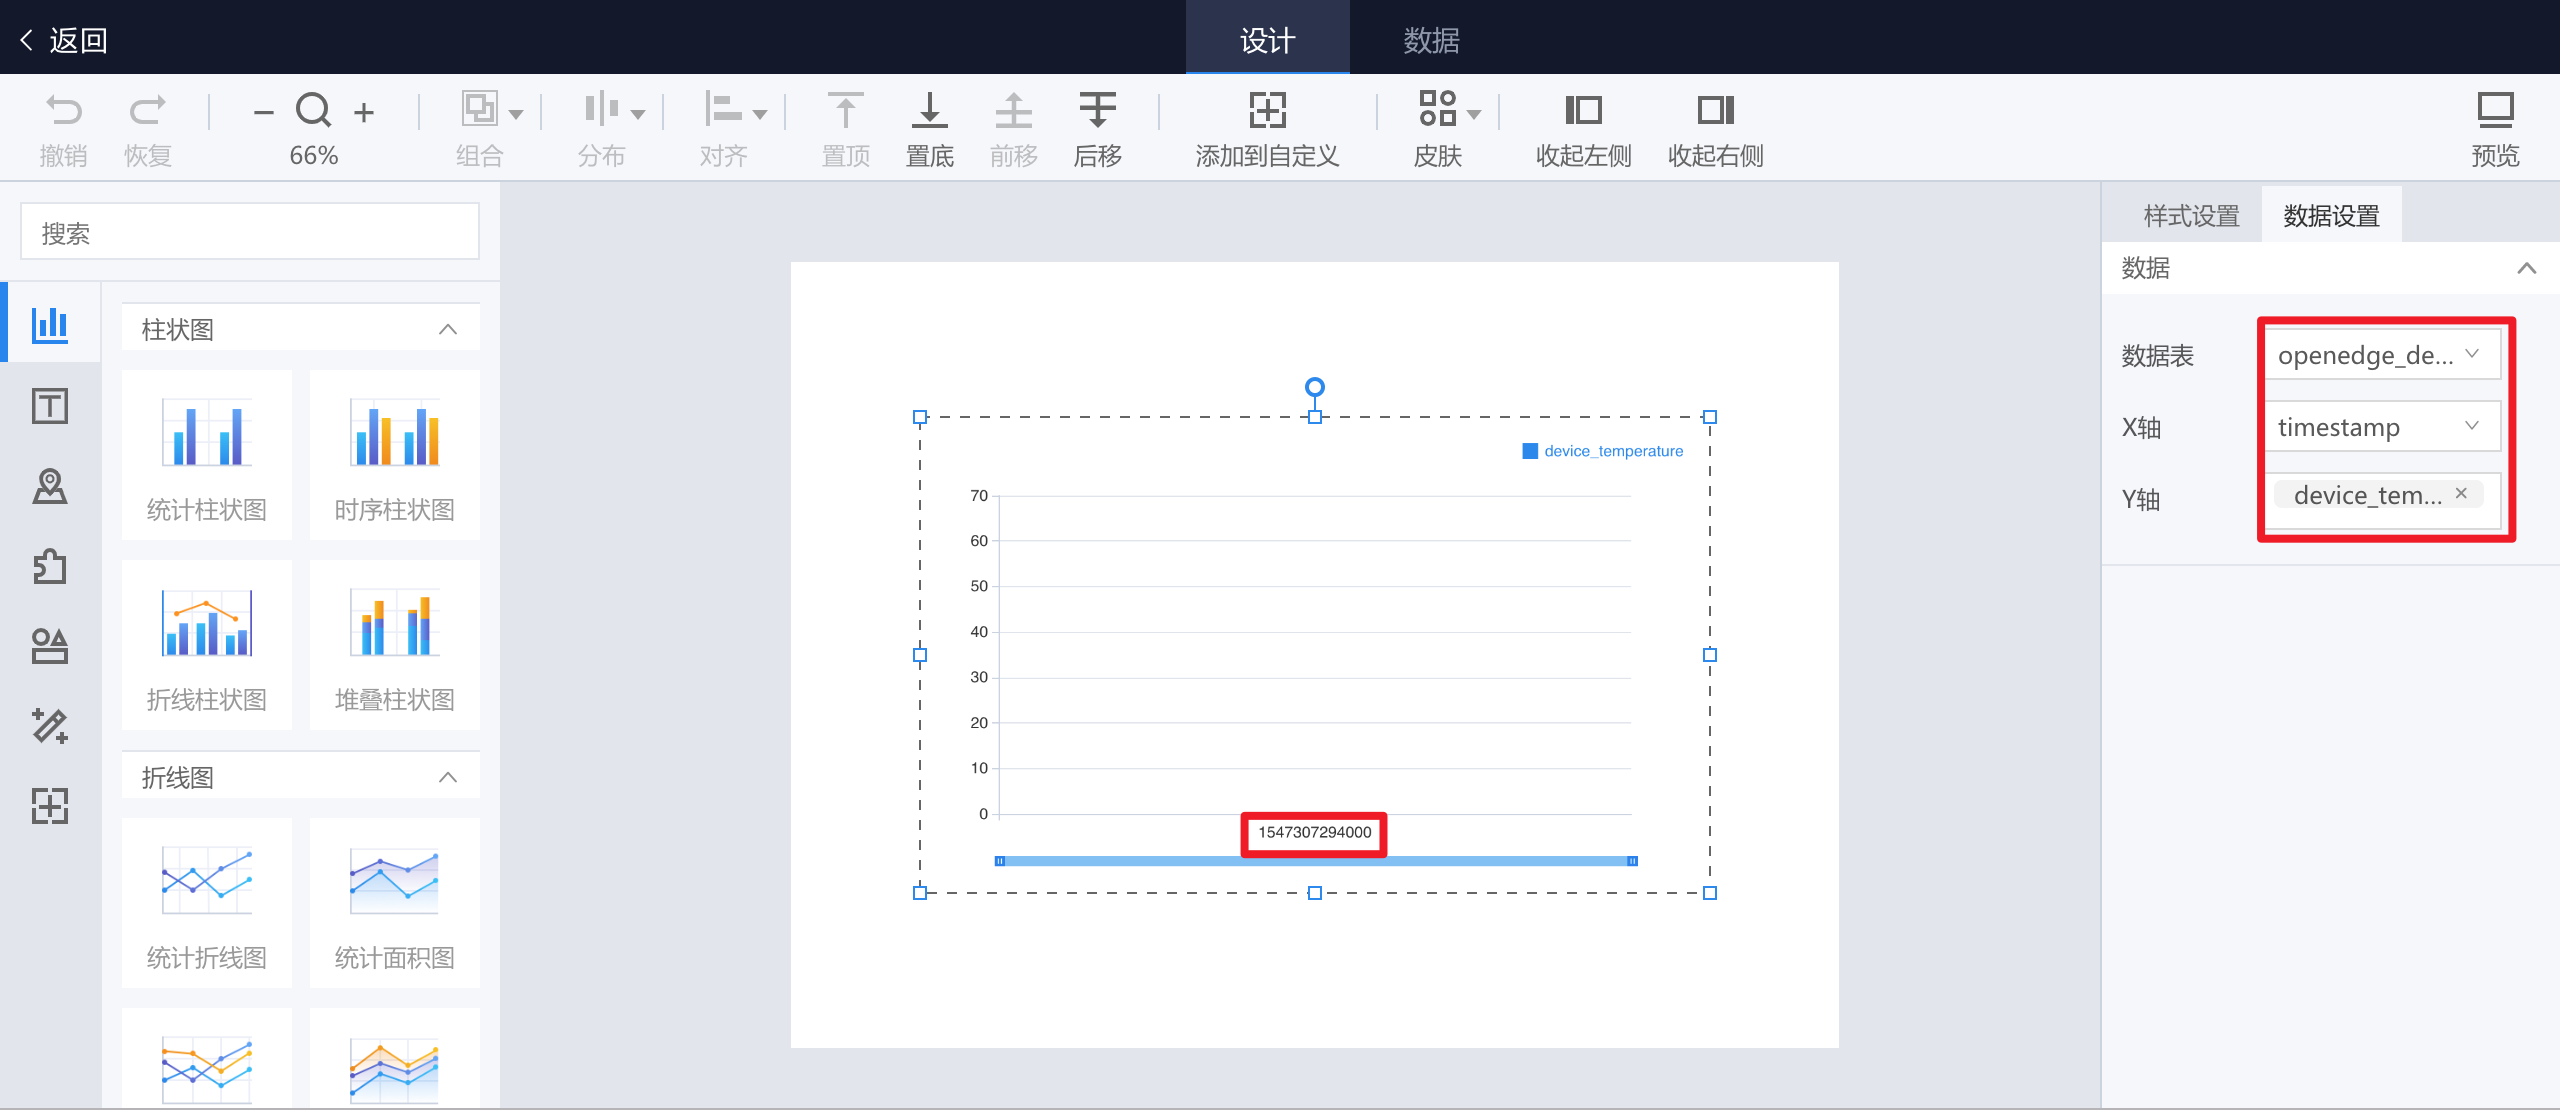 返回
设计
数据
撤销
恢复
66%
组合
分布
对齐
置顶
置底
前移
后移
添加到自定义
皮肤
收起左侧
收起右侧
预览
搜索
柱状图
统计柱状图
时序柱状图
折线柱状图
堆叠柱状图
折线图
统计折线图
统计面积图
device_temperature
70
60
50
40
30
20
10
0
1547307294000
样式设置
数据设置
数据
数据表
openedge_de...
X轴
timestamp
Y轴
device_tem... ×